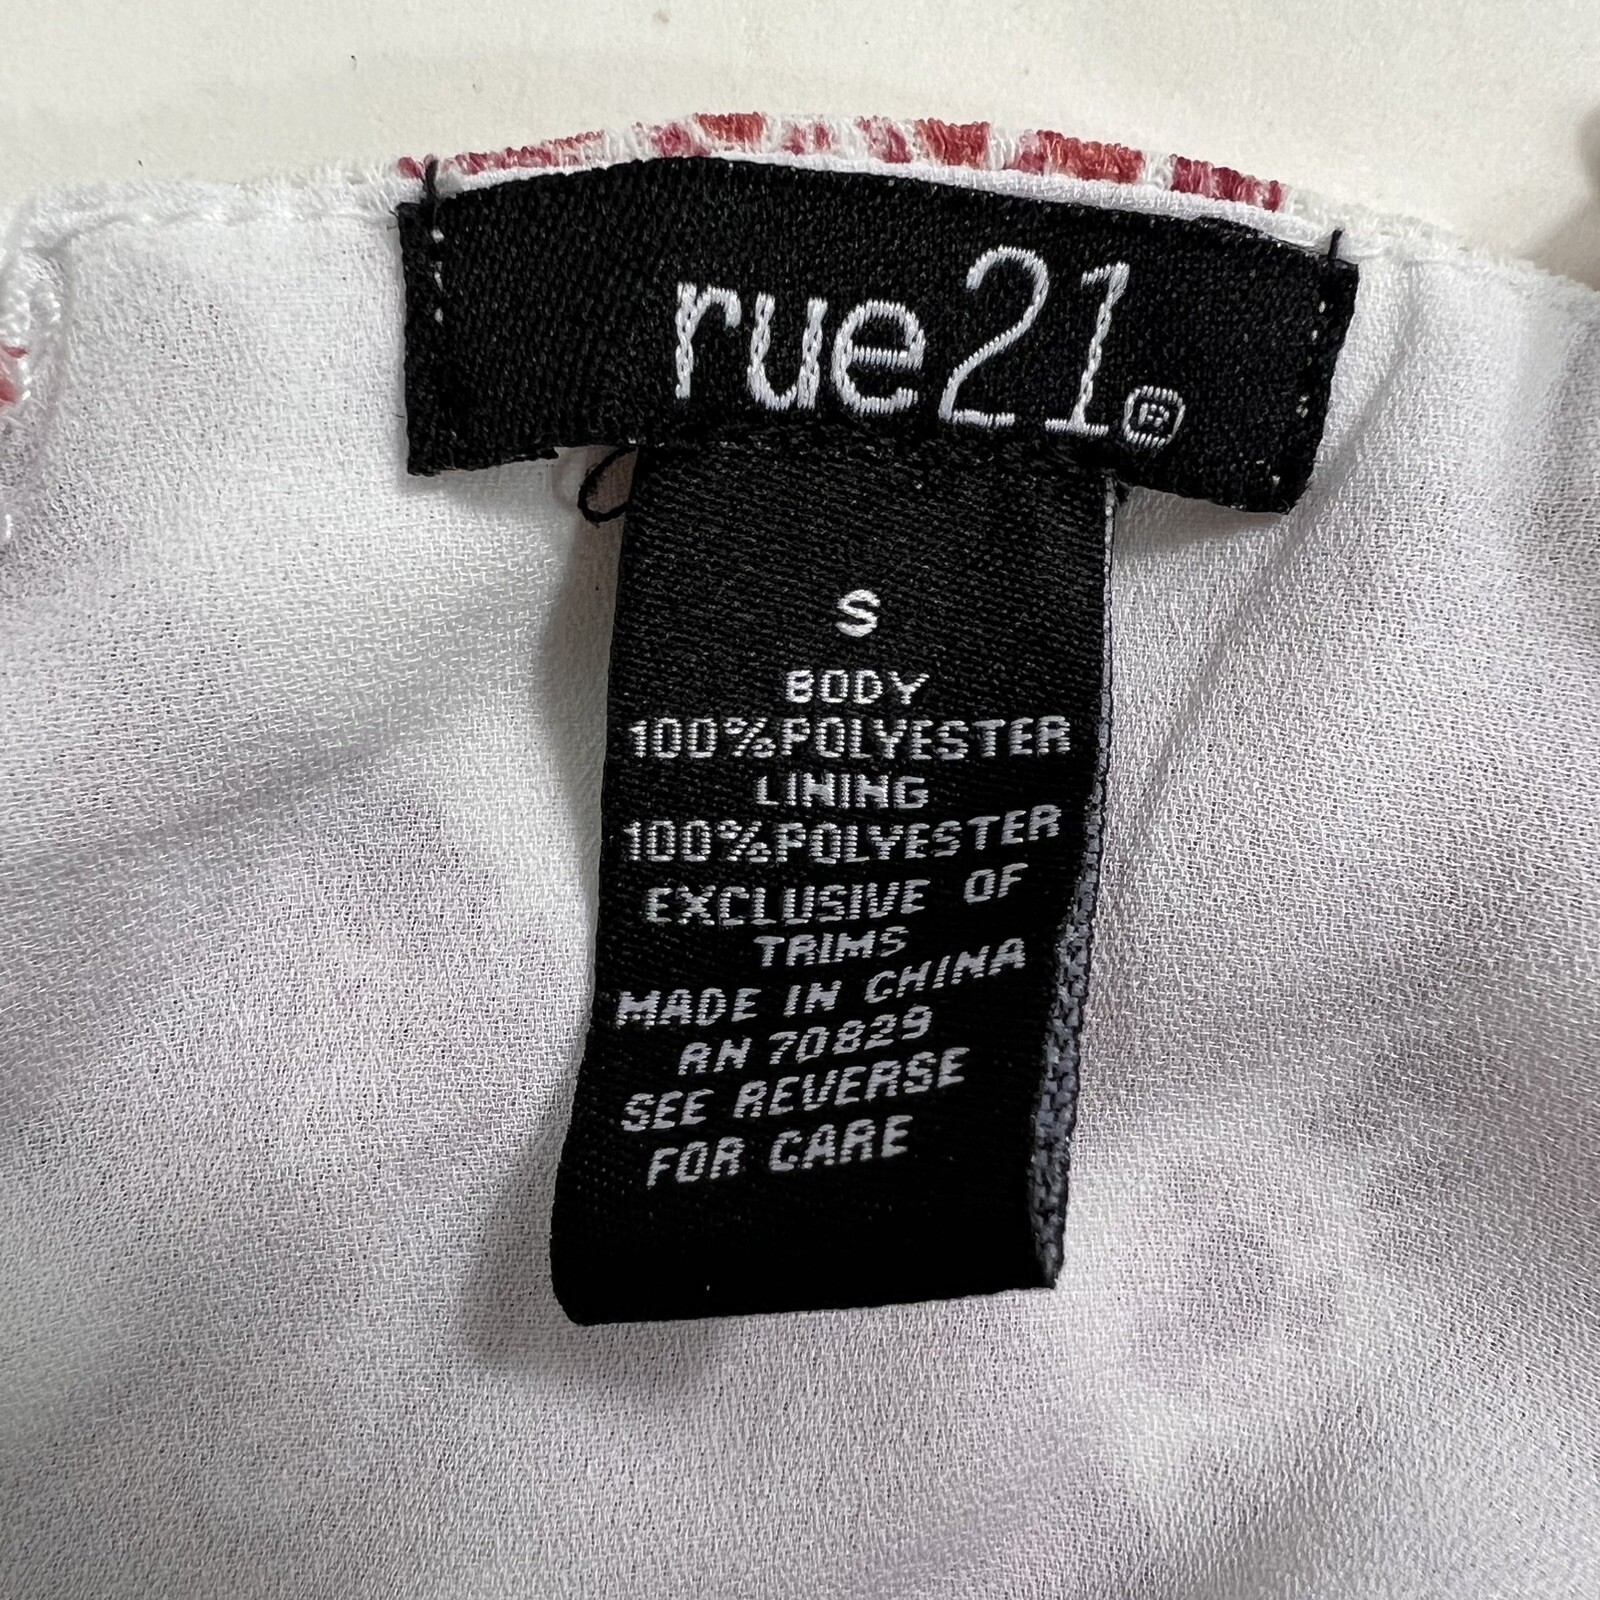 rue21®
S
BODY
100%POLYESTER
LINING
100%POLYESTER
EXCLUSIVE OF
TRIMS
MADE IN CHINA
RN 70829
SEE REVERSE
FOR CARE